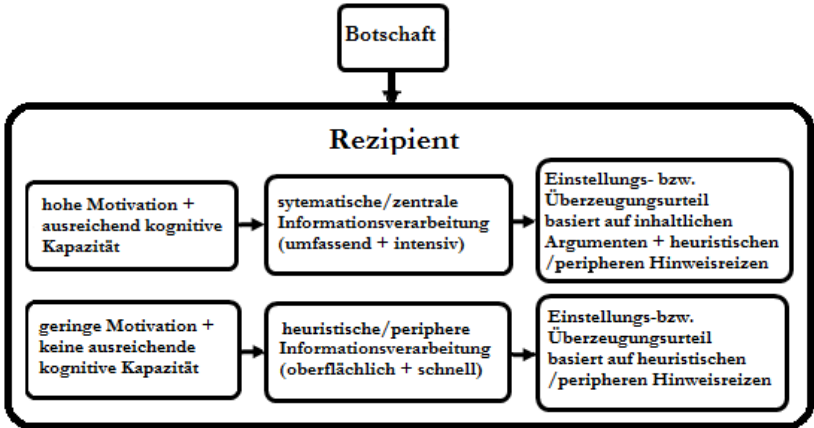 Botschaft
Rezipient
hohe Motivation +
ausreichend kognitive
Kapazität
sytematische/zentrale
Informationsverarbeitung
(umfassend + intensiv)
Einstellungs- bzw.
Überzeugungsurteil
basiert auf inhaltlichen
Argumenten + heuristischen
/peripheren Hinweisreizen
geringe Motivation +
keine ausreichende
kognitive Kapazität
heuristische/periphere
Informationsverarbeitung
(oberflächlich + schnell)
Einstellungs-bzw.
Überzeugungsurteil
basiert auf heuristischen
/peripheren Hinweisreizen